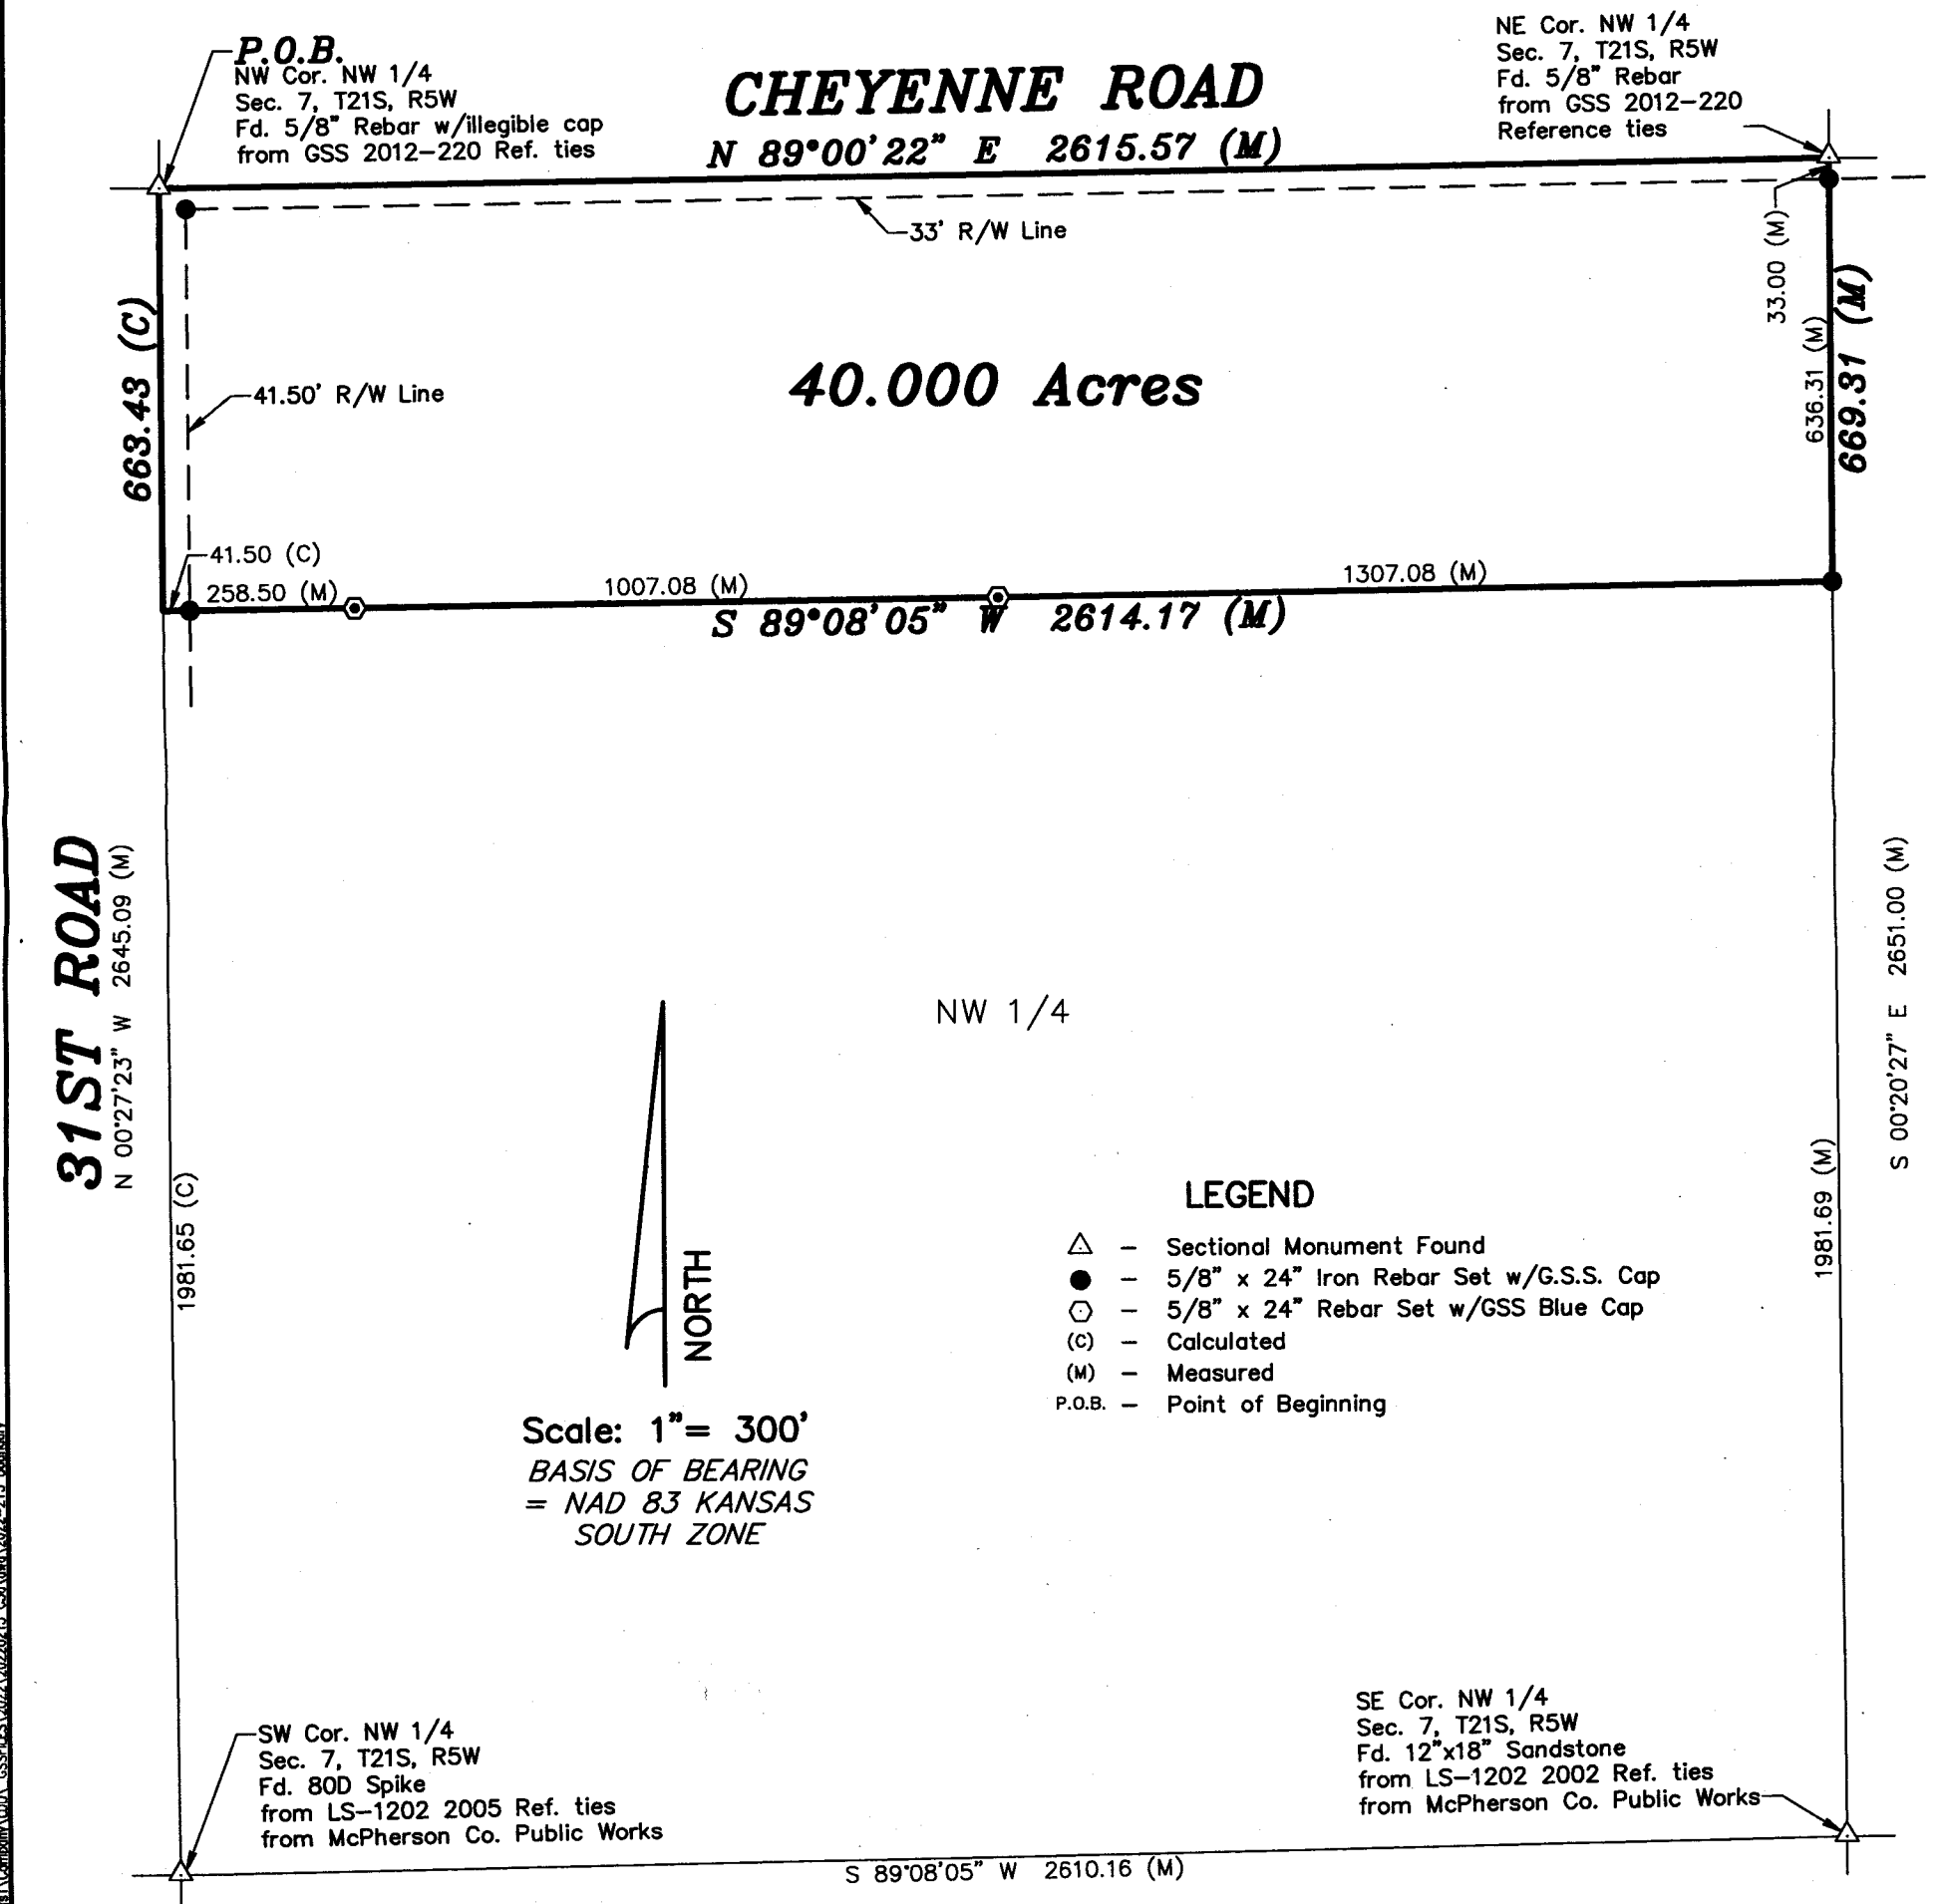 P.O.B.
NW Cor. NW 1/4
Sec. 7, T21S, R5W
Fd. 5/8" Rebar w/illegible cap
from GSS 2012-220 Ref. ties
CHEYENNE ROAD
N 89°00'22" E 2615.57 (M)
NE Cor. NW 1/4
Sec. 7, T21S, R5W
Fd. 5/8" Rebar
from GSS 2012-220
Reference ties
33' R/W Line
33.00 (M)
663.43 (C)
41.50' R/W Line
40.000 Acres
636.31 (M)
669.31 (M)
41.50 (C)
258.50 (M)
1007.08 (M)
1307.08 (M)
S 89°08'05" W 2614.17 (M)
31ST ROAD
N 00°27'23" W 2645.09 (M)
NW 1/4
S 00°20'27" E 2651.00 (M)
1981.65 (C)
1981.69 (M)
NORTH
Scale: 1"= 300'
BASIS OF BEARING
= NAD 83 KANSAS
SOUTH ZONE
LEGEND
- Sectional Monument Found
- 5/8" x 24" Iron Rebar Set w/G.S.S. Cap
- 5/8" x 24" Rebar Set w/GSS Blue Cap
(C) - Calculated
(M) - Measured
P.O.B. - Point of Beginning
SW Cor. NW 1/4
Sec. 7, T21S, R5W
Fd. 80D Spike
from LS-1202 2005 Ref. ties
from McPherson Co. Public Works
SE Cor. NW 1/4
Sec. 7, T21S, R5W
Fd. 12"x18" Sandstone
from LS-1202 2002 Ref. ties
from McPherson Co. Public Works
S 89°08'05" W 2610.16 (M)